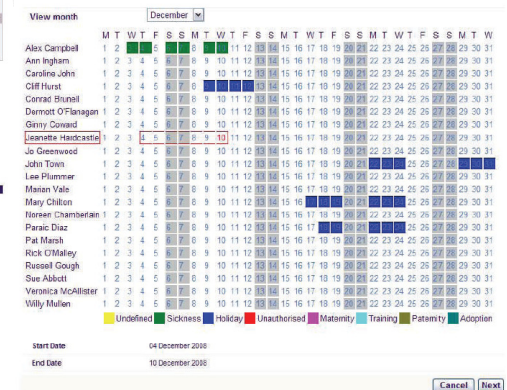 View month December
M T W T F S S M T W T F S S M T W T F S S M T W T F S S M T W
Alex Campbell 1 2 5 8 11 12 13 14 15 16 17 18 19 20 21 22 23 24 25 26 27 28 29 30 31
Ann Ingham 1 2 3 4 5 6 7 8 9 10 11 12 13 14 15 16 17 18 19 20 21 22 23 24 25 26 27 28 29 30 31
Caroline John 1 2 3 4 5 6 7 8 9 10 11 12 13 14 15 16 17 18 19 20 21 22 23 24 25 26 27 28 29 30 31
Cliff Hurst 1 2 3 4 5 6 7 8 13 14 15 16 17 18 19 20 21 22 23 24 25 26 27 28 29 30 31
Conrad Brunell 1 2 3 4 5 6 7 8 9 10 11 12 13 14 15 16 17 18 19 20 21 22 23 24 25 26 27 28 29 30 31
Dermott O'Flanagan 1 2 3 4 5 6 7 8 9 10 11 12 13 14 15 16 17 18 19 20 21 22 23 24 25 26 27 28 29 30 31
Ginny Coward 1 2 3 4 5 6 7 8 9 10 11 12 13 14 15 16 17 18 19 20 21 22 23 24 25 26 27 28 29 30 31
Jeanette Hardcastle 1 2 3 4 5 6 7 8 9 10 11 12 13 14 15 16 17 18 19 20 21 22 23 24 25 26 27 28 29 30 31
Jo Greenwood 1 2 3 4 5 6 7 8 9 10 11 12 13 14 15 16 17 18 19 20 21 22 23 24 25 26 27 28 29 30 31
John Town 1 2 3 4 5 6 7 8 9 10 11 12 13 14 15 16 17 18 19 20 21 25 26 27 28
Lee Plummer 1 2 3 4 5 6 7 8 9 10 11 12 13 14 15 16 17 18 19 20 21 22 23 24 25 26 27 28 29 30 31
Marian Vale 1 2 3 4 5 6 7 8 9 10 11 12 13 14 15 16 17 18 19 20 21 22 23 24 25 26 27 28 29 30 31
Mary Chilton 1 2 3 4 5 6 7 8 9 10 11 12 13 14 15 16 20 21 25 26 27 28 29 30 31
Noreen Chamberlain 1 2 3 4 5 6 7 8 9 10 11 12 13 14 15 16 17 18 19 20 21 22 23 24 25 26 27 28 29 30 31
Paraic Diaz 1 2 3 4 5 6 7 8 9 10 11 12 13 14 15 16 17 20 21 22 23 24 25 26 27 28 29 30 31
Pat Marsh 1 2 3 4 5 6 7 8 9 10 11 12 13 14 15 16 17 18 19 20 21 22 23 24 25 26 27 28 29 30 31
Rick O'Malley 1 2 3 4 5 6 7 8 9 10 11 12 13 14 15 16 17 18 19 20 21 22 23 24 25 26 27 28 29 30 31
Russell Gough 1 2 3 4 5 6 7 8 9 10 11 12 13 14 15 16 17 18 19 20 21 22 23 24 25 26 27 28 29 30 31
Sue Abbott 1 2 3 4 5 6 7 8 9 10 11 12 13 14 15 16 17 18 19 20 21 22 23 24 25 26 27 28 29 30 31
Veronica McAllister 1 2 3 4 5 6 7 8 9 10 11 12 13 14 15 16 17 18 19 20 21 22 23 24 25 26 27 28 29 30 31
Willy Mullen 1 2 3 4 5 6 7 8 9 10 11 12 13 14 15 16 17 18 19 20 21 22 23 24 25 26 27 28 29 30 31
Undefined Sickness Holiday Unauthorised Maternity Training Paternity Adoption
Start Date 04 December 2008
End Date 10 December 2008
Cancel Next